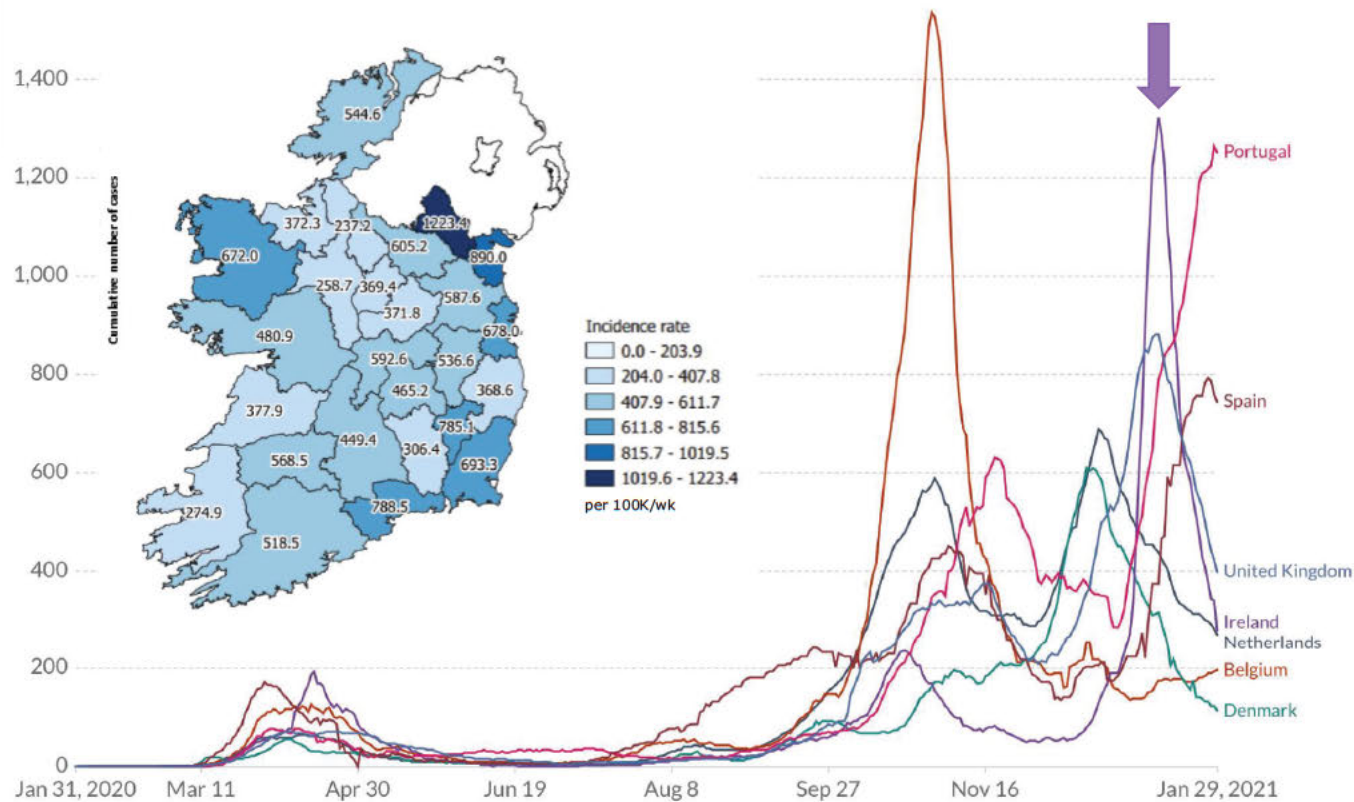 1,400
1,200
1,000
800
600
400
200
0
Cumulative number of cases
544.6
372.3
237.2
1223.4
672.0
605.2
890.0
258.7
369.4
587.6
371.8
678.0
480.9
592.6
536.6
465.2
368.6
377.9
785.1
449.4
306.4
568.5
693.3
274.9
788.5
518.5
Incidence rate
0.0 - 203.9
204.0 - 407.8
407.9 - 611.7
611.8 - 815.6
815.7 - 1019.5
1019.6 - 1223.4
per 100K/wk
Portugal
Spain
United Kingdom
Ireland
Netherlands
Belgium
Denmark
Jan 31, 2020
Mar 11
Apr 30
Jun 19
Aug 8
Sep 27
Nov 16
Jan 29, 2021